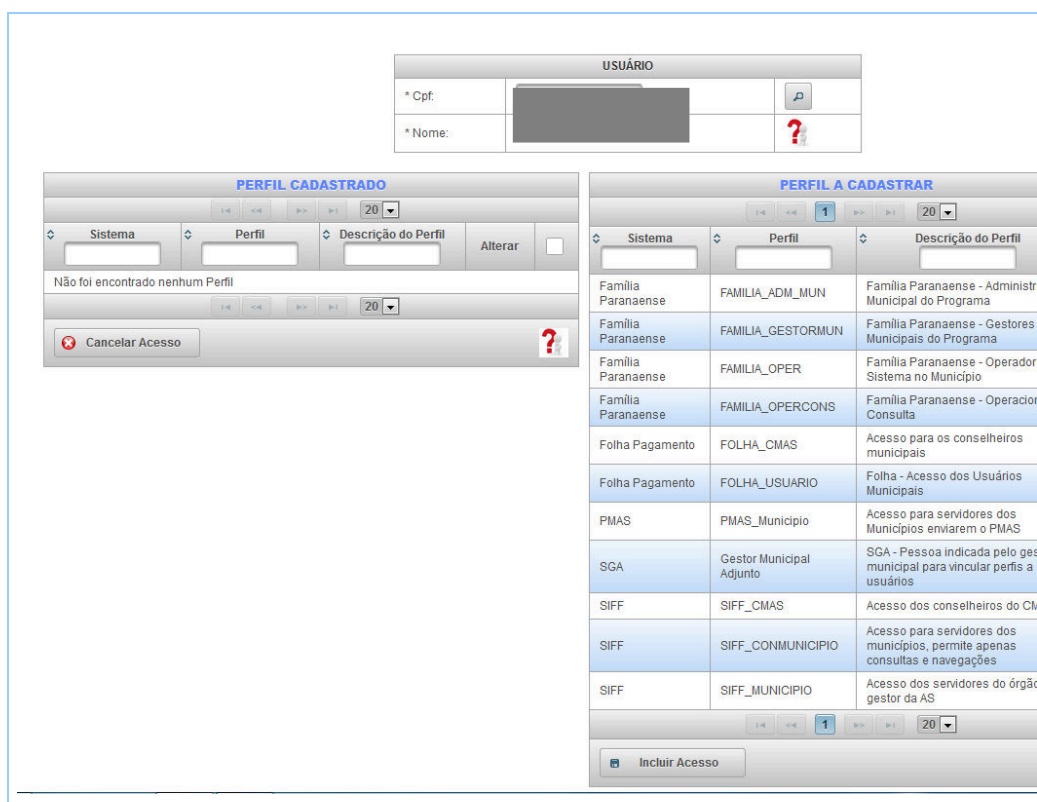 USUÁRIO
* Cpf:
* Nome:
PERFIL CADASTRADO
20
Sistema Perfil Descrição do Perfil Alterar
Não foi encontrado nenhum Perfil
20
Cancelar Acesso
PERFIL A CADASTRAR
1 20
Sistema Perfil Descrição do Perfil
Família Paranaense FAMILIA_ADM_MUN Família Paranaense - Administr
Municipal do Programa
Família Paranaense FAMILIA_GESTORMUN Família Paranaense - Gestores
Municipais do Programa
Família Paranaense FAMILIA_OPER Família Paranaense - Operador
Sistema no Município
Família Paranaense FAMILIA_OPERCONS Família Paranaense - Operacion
Consulta
Folha Pagamento FOLHA_CMAS Acesso para os conselheiros
municipais
Folha Pagamento FOLHA_USUARIO Folha - Acesso dos Usuários
Municipais
PMAS PMAS_Municipio Acesso para servidores dos
Municípios enviarem o PMAS
SGA Gestor Municipal Adjunto SGA - Pessoa indicada pelo ges
municipal para vincular perfis a
usuários
SIFF SIFF_CMAS Acesso dos conselheiros do CM
SIFF SIFF_CONMUNICIPIO Acesso para servidores dos
municípios, permite apenas
consultas e navegações
SIFF SIFF_MUNICIPIO Acesso dos servidores do órgão
gestor da AS
1 20
Incluir Acesso